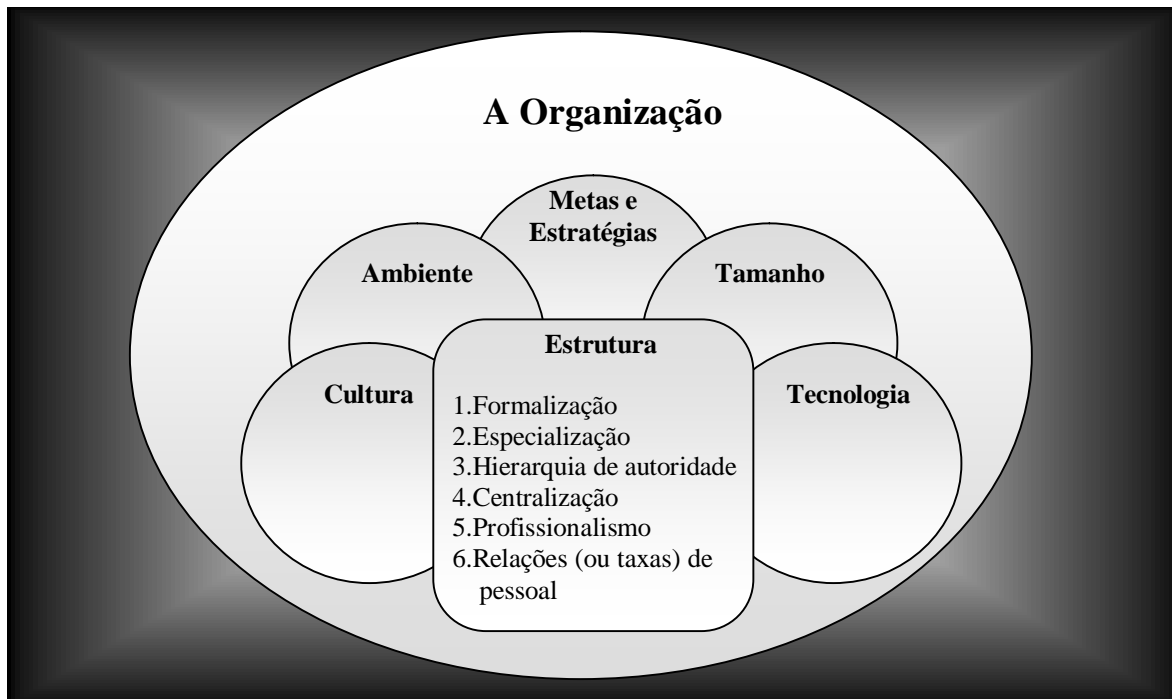 A Organização
Metas e
Estratégias
Ambiente
Tamanho
Cultura
Estrutura
1.Formalização
2.Especialização
3.Hierarquia de autoridade
4.Centralização
5.Profissionalismo
6.Relações (ou taxas) de
pessoal
Tecnologia